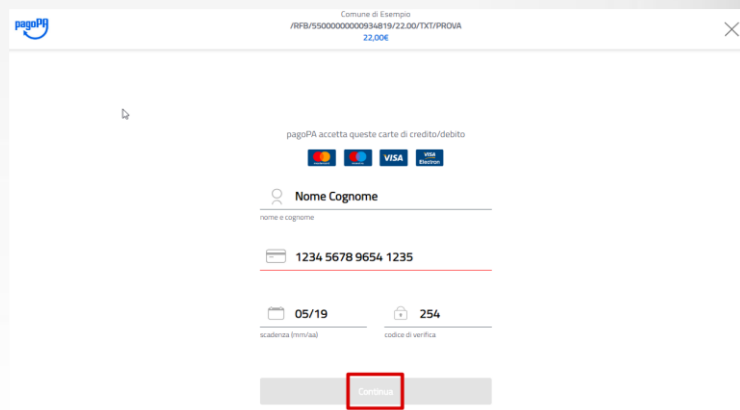 pagoPA
Comune di Esempio
/RFB/55000000000934819/22.00/TXT/PROVA
22,00€
pagoPA accetta queste carte di credito/debito
VISA
VISA
Electron
Nome Cognome
nome e cognome
1234 5678 9654 1235
05/19
254
scadenza (mm/aa)
codice di verifica
Continua